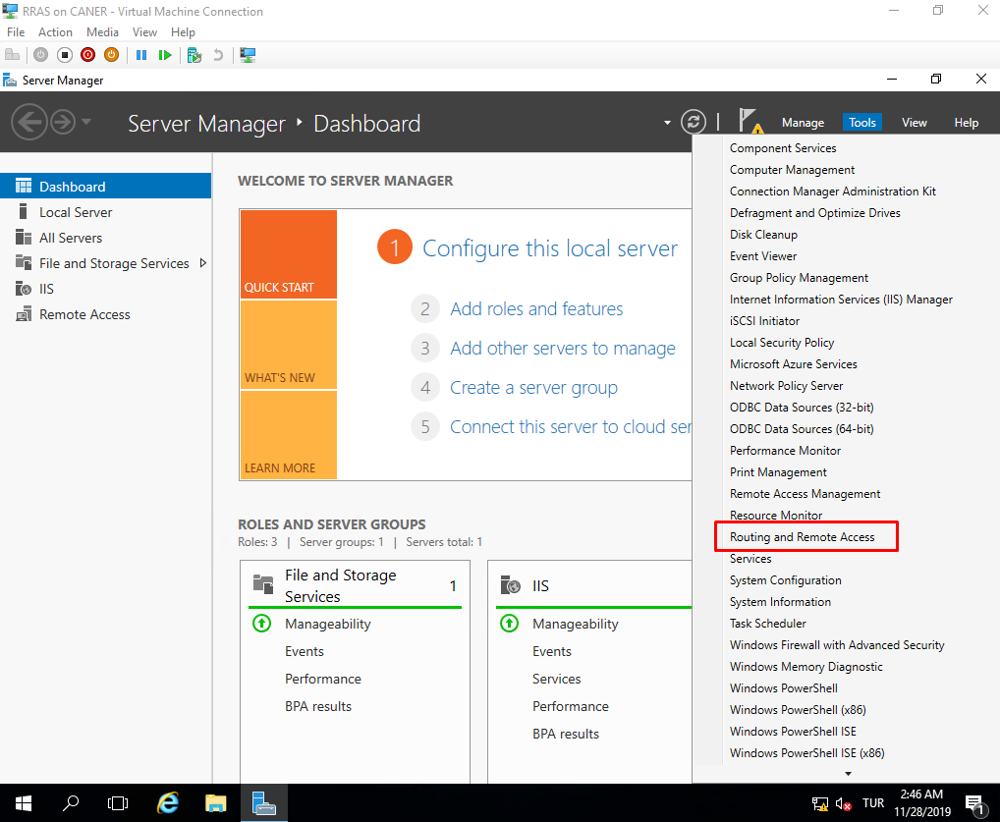 RRAS on CANER - Virtual Machine Connection
File Action Media View Help
Server Manager
Server Manager ‣ Dashboard
Manage Tools View Help
Dashboard
Local Server
All Servers
File and Storage Services
IIS
Remote Access
WELCOME TO SERVER MANAGER
QUICK START
WHAT'S NEW
LEARN MORE
1 Configure this local server
2 Add roles and features
3 Add other servers to manage
4 Create a server group
5 Connect this server to cloud ser
ROLES AND SERVER GROUPS
Roles: 3 | Server groups: 1 | Servers total: 1
File and Storage
Services
1
Manageability
Events
Performance
BPA results
IIS
Manageability
Events
Services
Performance
BPA results
Component Services
Computer Management
Connection Manager Administration Kit
Defragment and Optimize Drives
Disk Cleanup
Event Viewer
Group Policy Management
Internet Information Services (IIS) Manager
iSCSI Initiator
Local Security Policy
Microsoft Azure Services
Network Policy Server
ODBC Data Sources (32-bit)
ODBC Data Sources (64-bit)
Performance Monitor
Print Management
Remote Access Management
Resource Monitor
Routing and Remote Access
Services
System Configuration
System Information
Task Scheduler
Windows Firewall with Advanced Security
Windows Memory Diagnostic
Windows PowerShell
Windows PowerShell (x86)
Windows PowerShell ISE
Windows PowerShell ISE (x86)
TUR
2:46 AM
11/28/2019
1